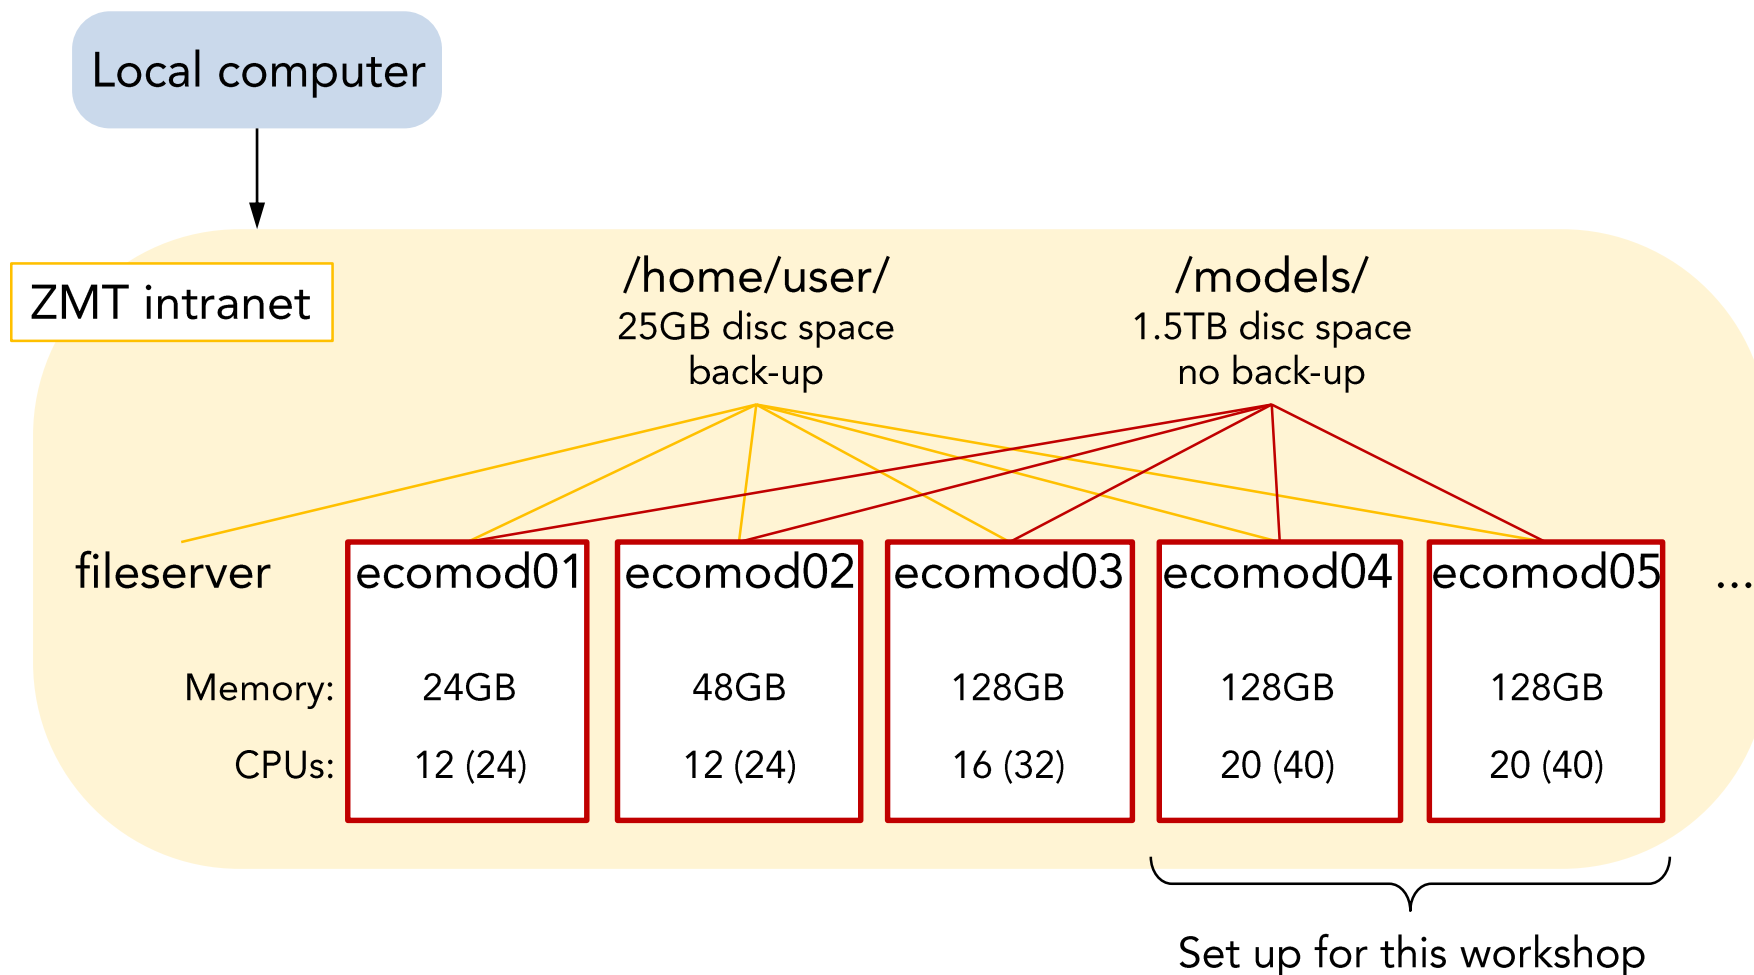 Local computer
ZMT intranet
/home/user/
25GB disc space
back-up
/models/
1.5TB disc space
no back-up
fileserver
ecomod01
ecomod02
ecomod03
ecomod04
ecomod05
...
Memory:
24GB
48GB
128GB
128GB
128GB
CPUs:
12 (24)
12 (24)
16 (32)
20 (40)
20 (40)
Set up for this workshop